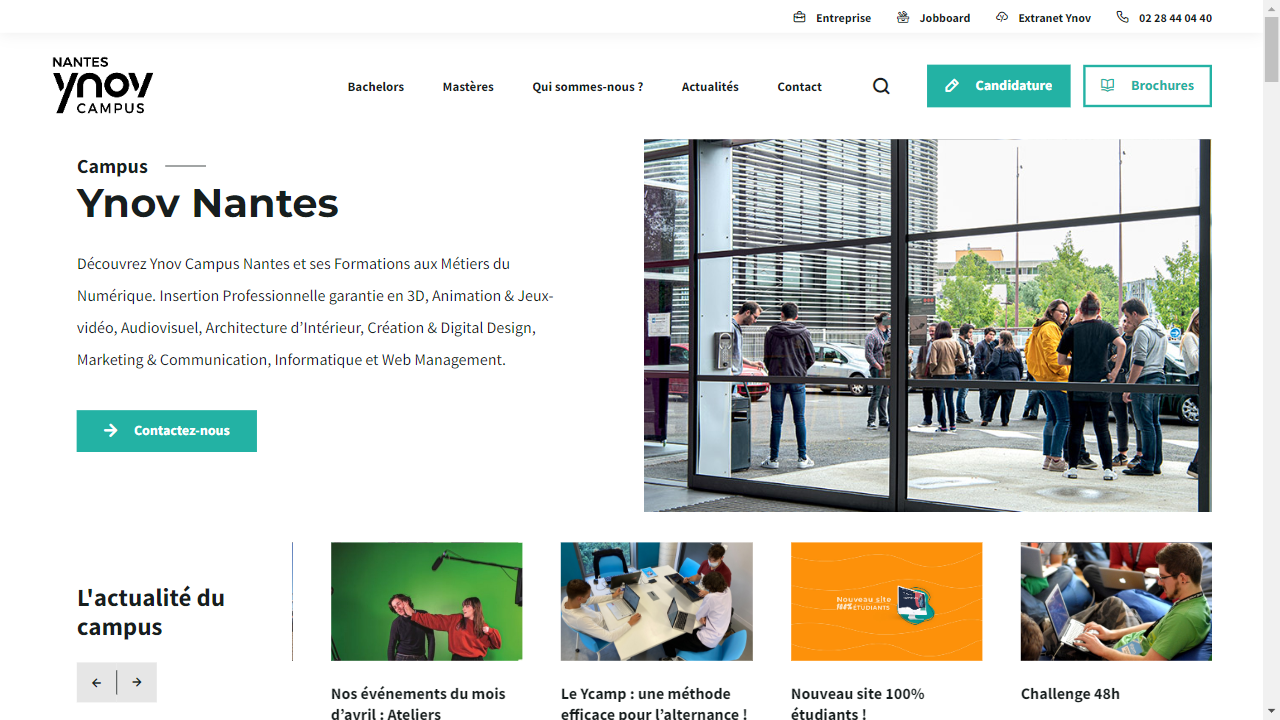 Entreprise
Jobboard
Extranet Ynov
02 28 44 04 40
NANTES
ynov
CAMPUS
Bachelors
Mastères
Qui sommes-nous ?
Actualités
Contact
Candidature
Brochures
Campus
Ynov Nantes
Découvrez Ynov Campus Nantes et ses Formations aux Métiers du
Numérique. Insertion Professionnelle garantie en 3D, Animation & Jeux-
vidéo, Audiovisuel, Architecture d’Intérieur, Création & Digital Design,
Marketing & Communication, Informatique et Web Management.
Contactez-nous
L'actualité du
campus
Nouveau site
100% ÉTUDIANTS
Nos événements du mois
d’avril : Ateliers
Le Ycamp : une méthode
efficace pour l’alternance !
Nouveau site 100%
étudiants !
Challenge 48h